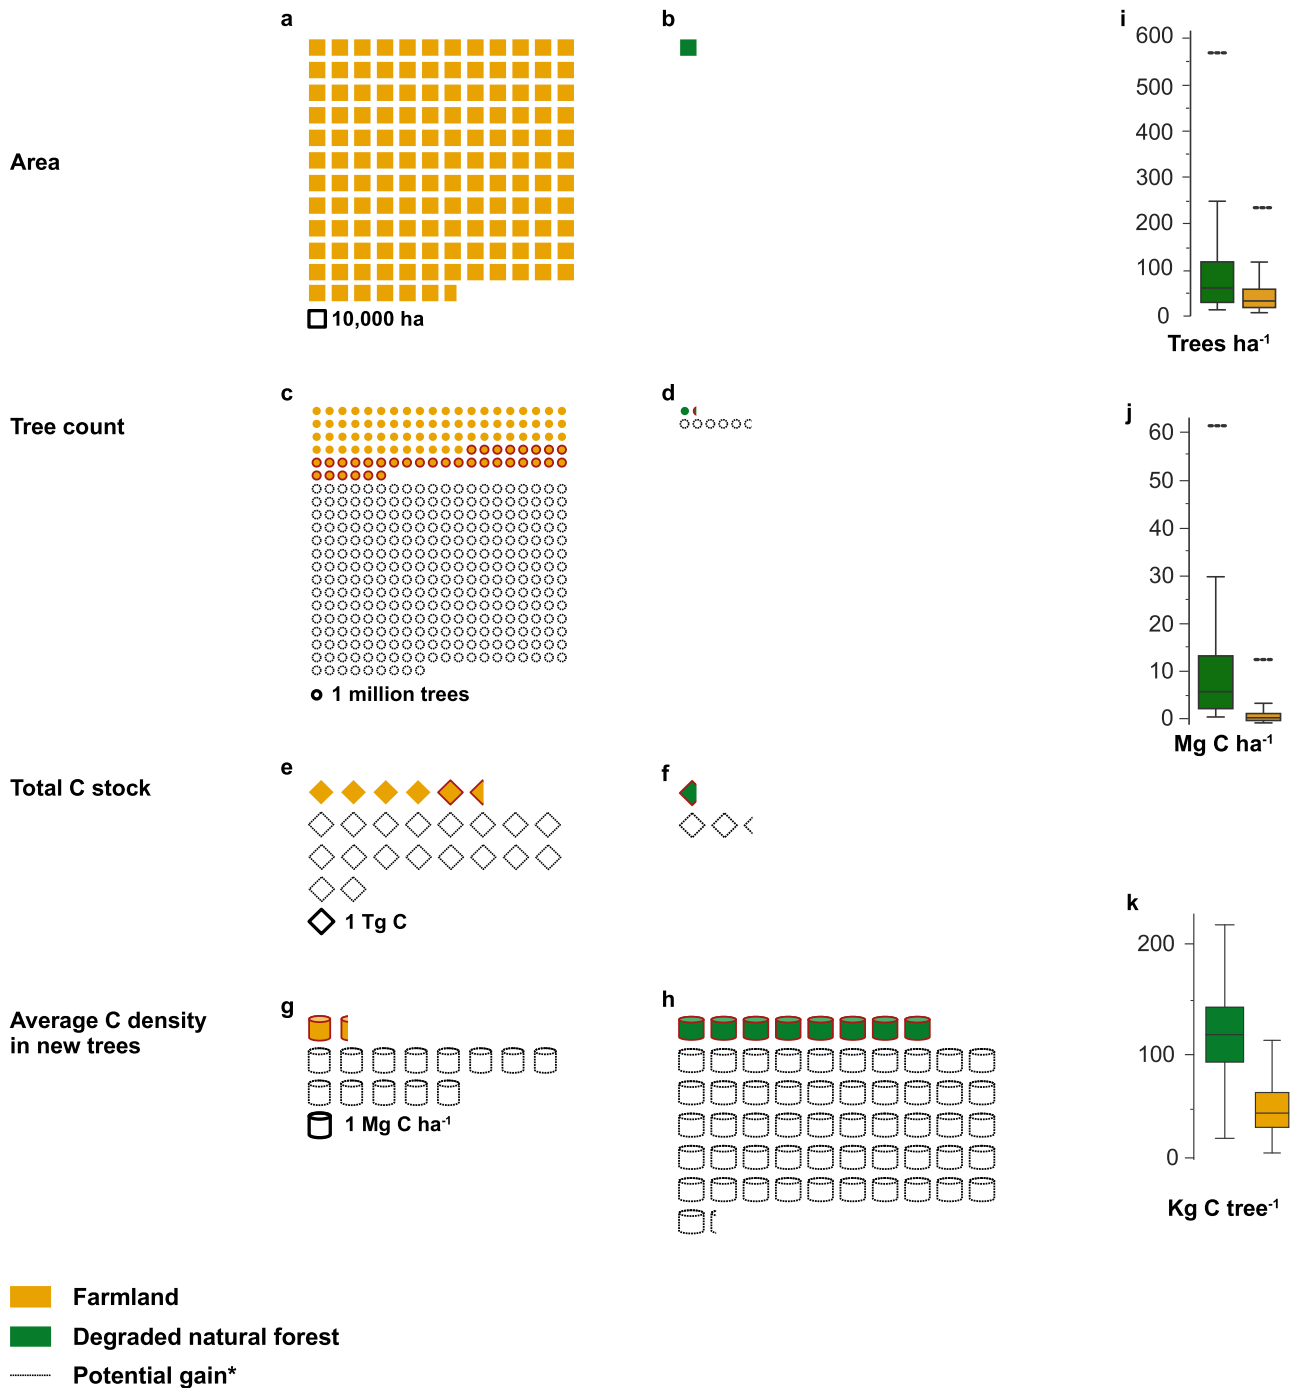 a
b
i
600
500
400
300
200
100
0
Trees ha⁻¹
Area
10,000 ha
c
d
j
Tree count
60
50
40
30
20
10
0
Mg C ha⁻¹
1 million trees
e
f
Total C stock
1 Tg C
k
200
100
0
Kg C tree⁻¹
g
h
Average C density
in new trees
1 Mg C ha⁻¹
Farmland
Degraded natural forest
Potential gain*